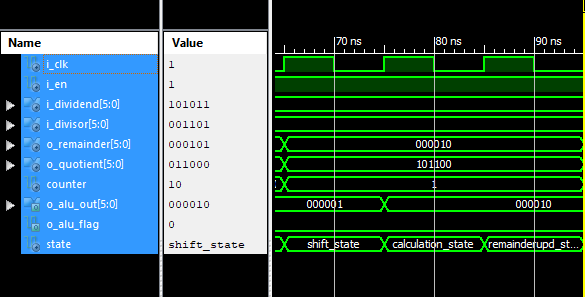 Name Value 70 ns 80 ns 90 ns
i_clk 1
i_en 1
i_dividend[5:0] 101011
i_divisor[5:0] 001101
o_remainder[5:0] 000101 000010
o_quotient[5:0] 011000 101100
counter 10 1
o_alu_out[5:0] 000010 000001 000010
o_alu_flag 0
state shift_state shift_state calculation_state remainderupd_st...